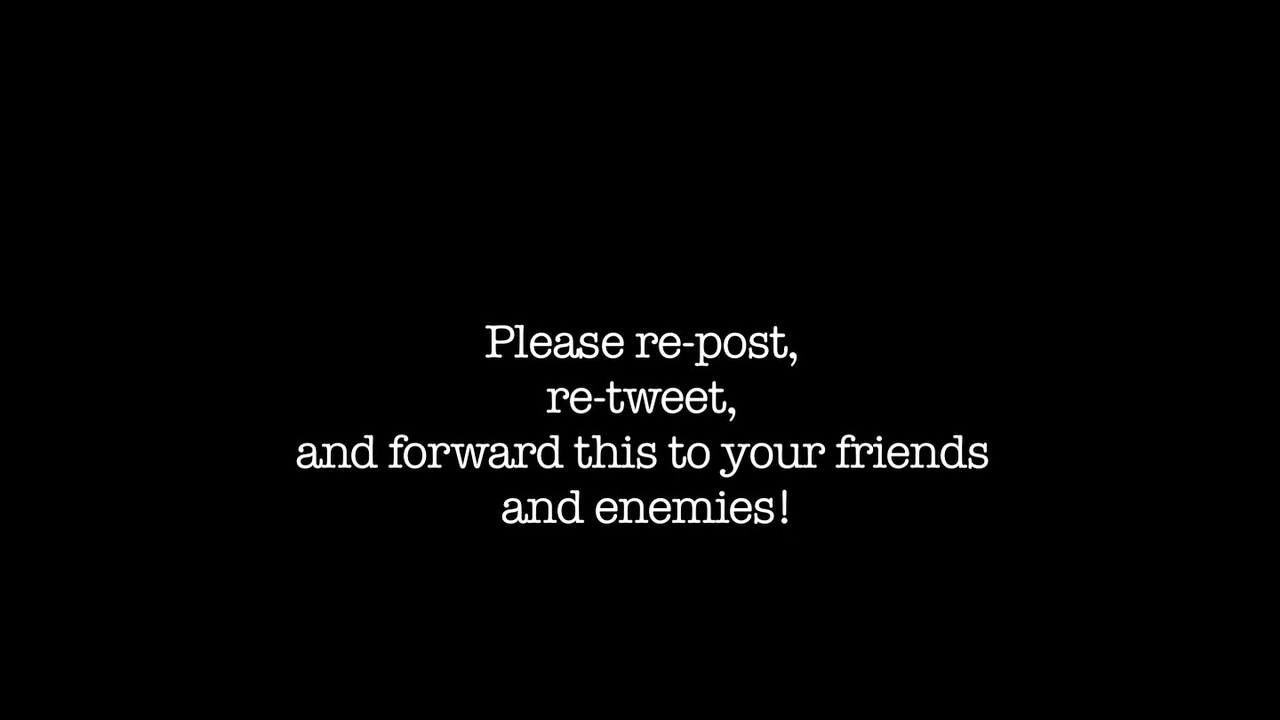 Please re-post,
re-tweet,
and forward this to your friends
and enemies!